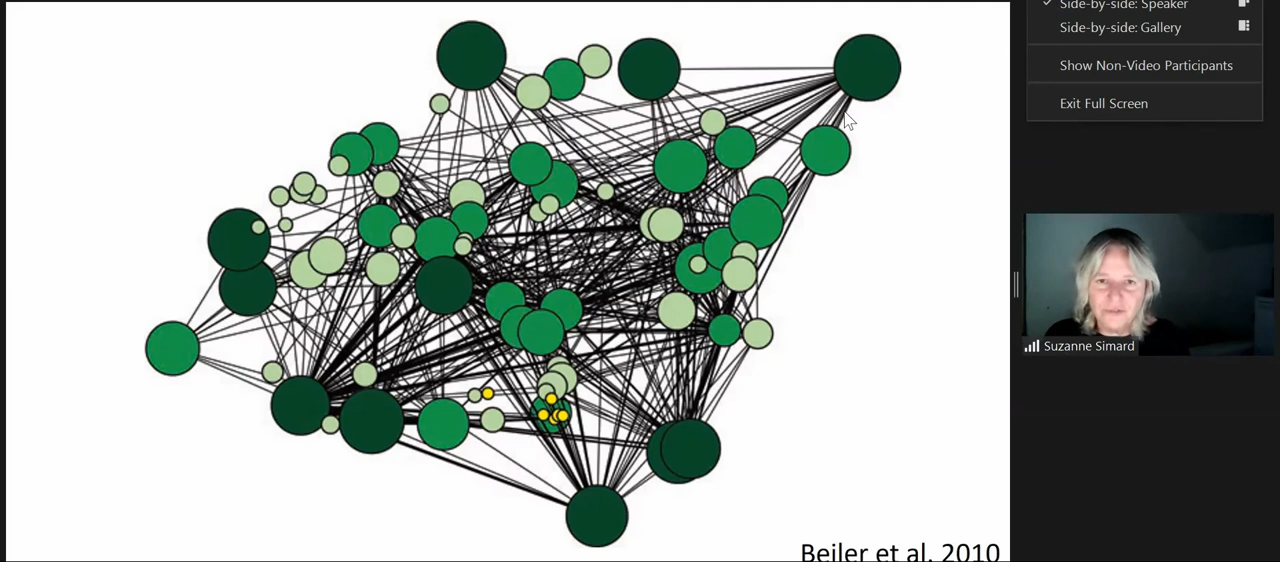 Side-by-side: Speaker
Side-by-side: Gallery
Show Non-Video Participants
Exit Full Screen
Suzanne Simard
Beiler et al. 2010